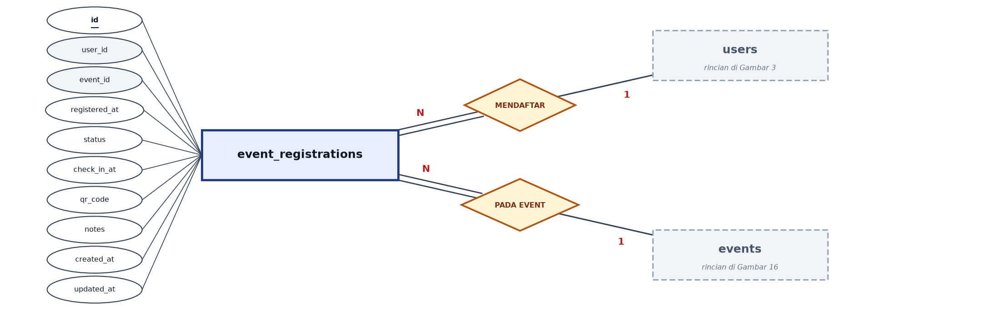 id
user_id
event_id
registered_at
status
check_in_at
qr_code
notes
created_at
updated_at
event_registrations
N
MENDAFTAR
1
users
rincian di Gambar 3
N
PADA EVENT
1
events
rincian di Gambar 16